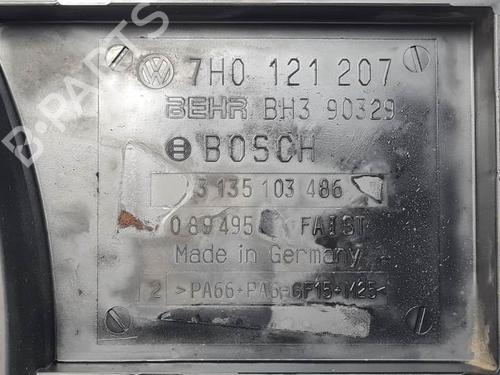 7H0 121 207
BEHR BH3 90329
BOSCH
3 135 103 486
089495 FAIST
Made in Germany
2 >PA66+PA6-GF15-M25<
B-PARTS